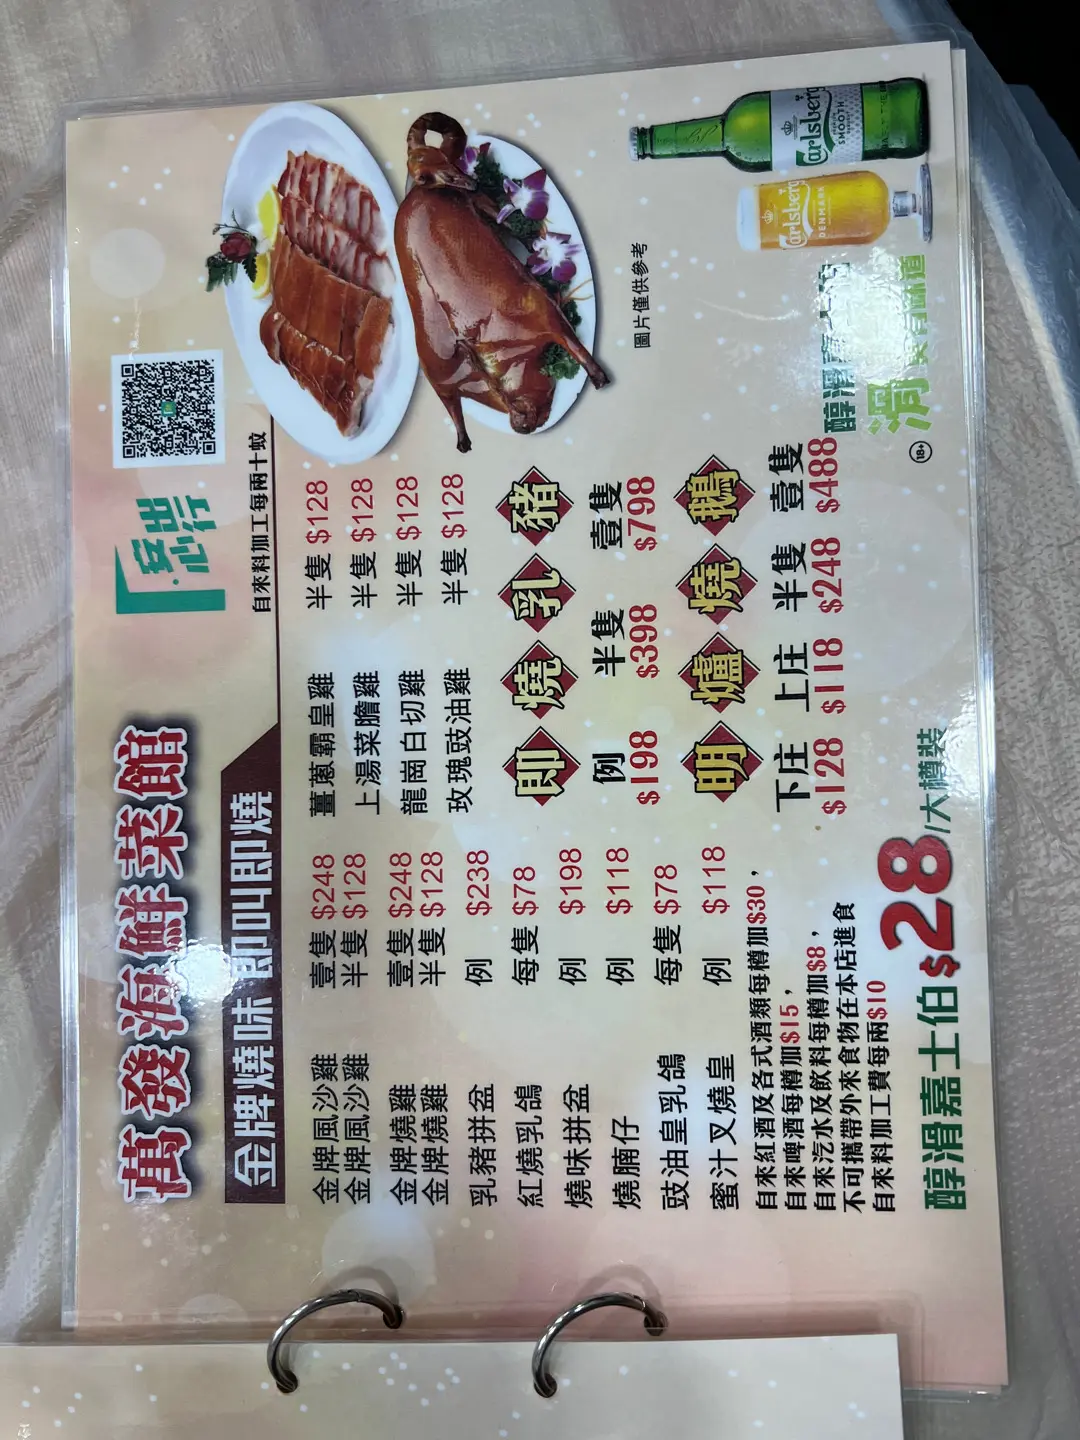 萬發海鮮菜館
安心出行
金牌燒味 即叫即燒
自來料加工每兩十蚊
金牌風沙雞 壹隻 $248
金牌風沙雞 半隻 $128
金牌燒雞 壹隻 $248
金牌燒雞 半隻 $128
乳豬拼盆 例 $238
紅燒乳鴿 每隻 $78
燒味拼盆 例 $198
燒腩仔 例 $118
豉油皇乳鴿 每隻 $78
蜜汁叉燒皇 例 $118
自來紅酒及各式酒類每樽加$30，
自來啤酒每樽加$15，
自來汽水及飲料每樽加$8，
不可攜帶外來食物在本店進食
自來料加工費每兩$10
薑蔥霸皇雞 半隻 $128
上湯菜膽雞 半隻 $128
龍崗白切雞 半隻 $128
玫瑰豉油雞 半隻 $128
即燒乳豬
例 半隻 壹隻
$198 $398 $798
明爐燒鵝
下庄 上庄 半隻 壹隻
$128 $118 $248 $488
圖片僅供參考
醇滑嘉士伯 $28/大樽裝
Carlsberg
SMOOTH
Carlsberg
DENMARK
醇滑
滑
味道
18+